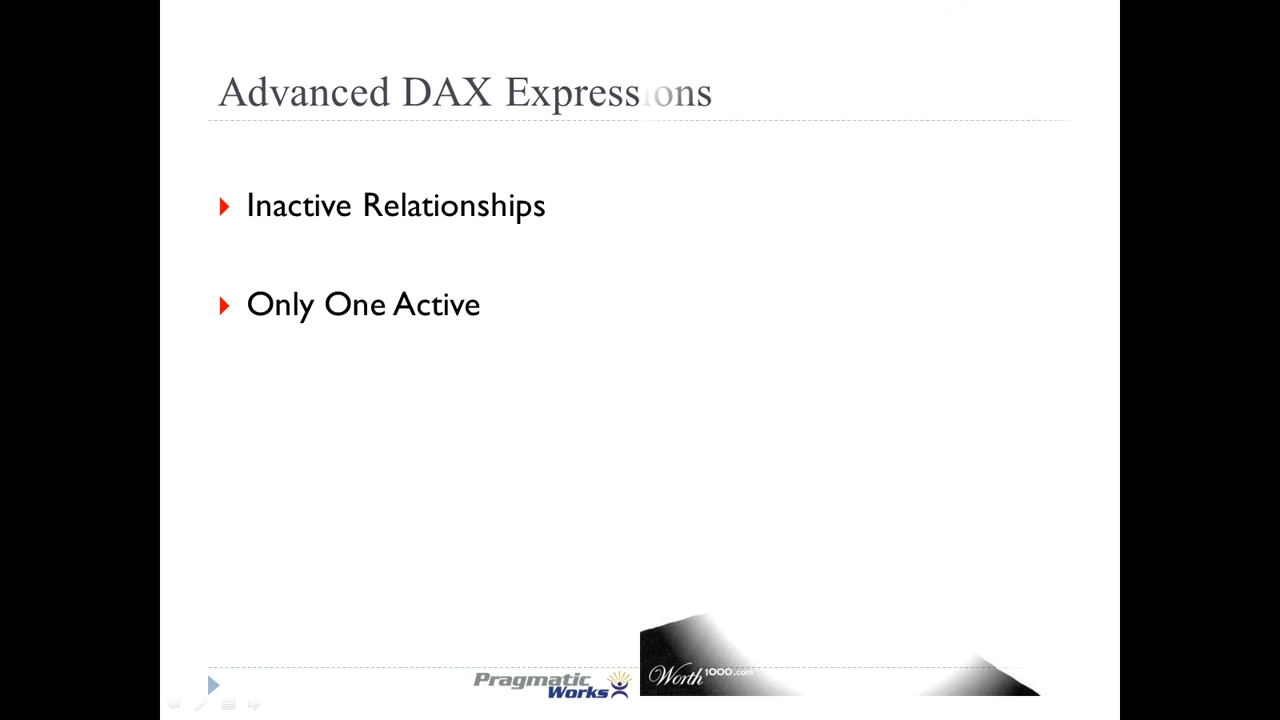 Advanced DAX Expressions
Inactive Relationships
Only One Active
Pragmatic
Works
Worth1000.com